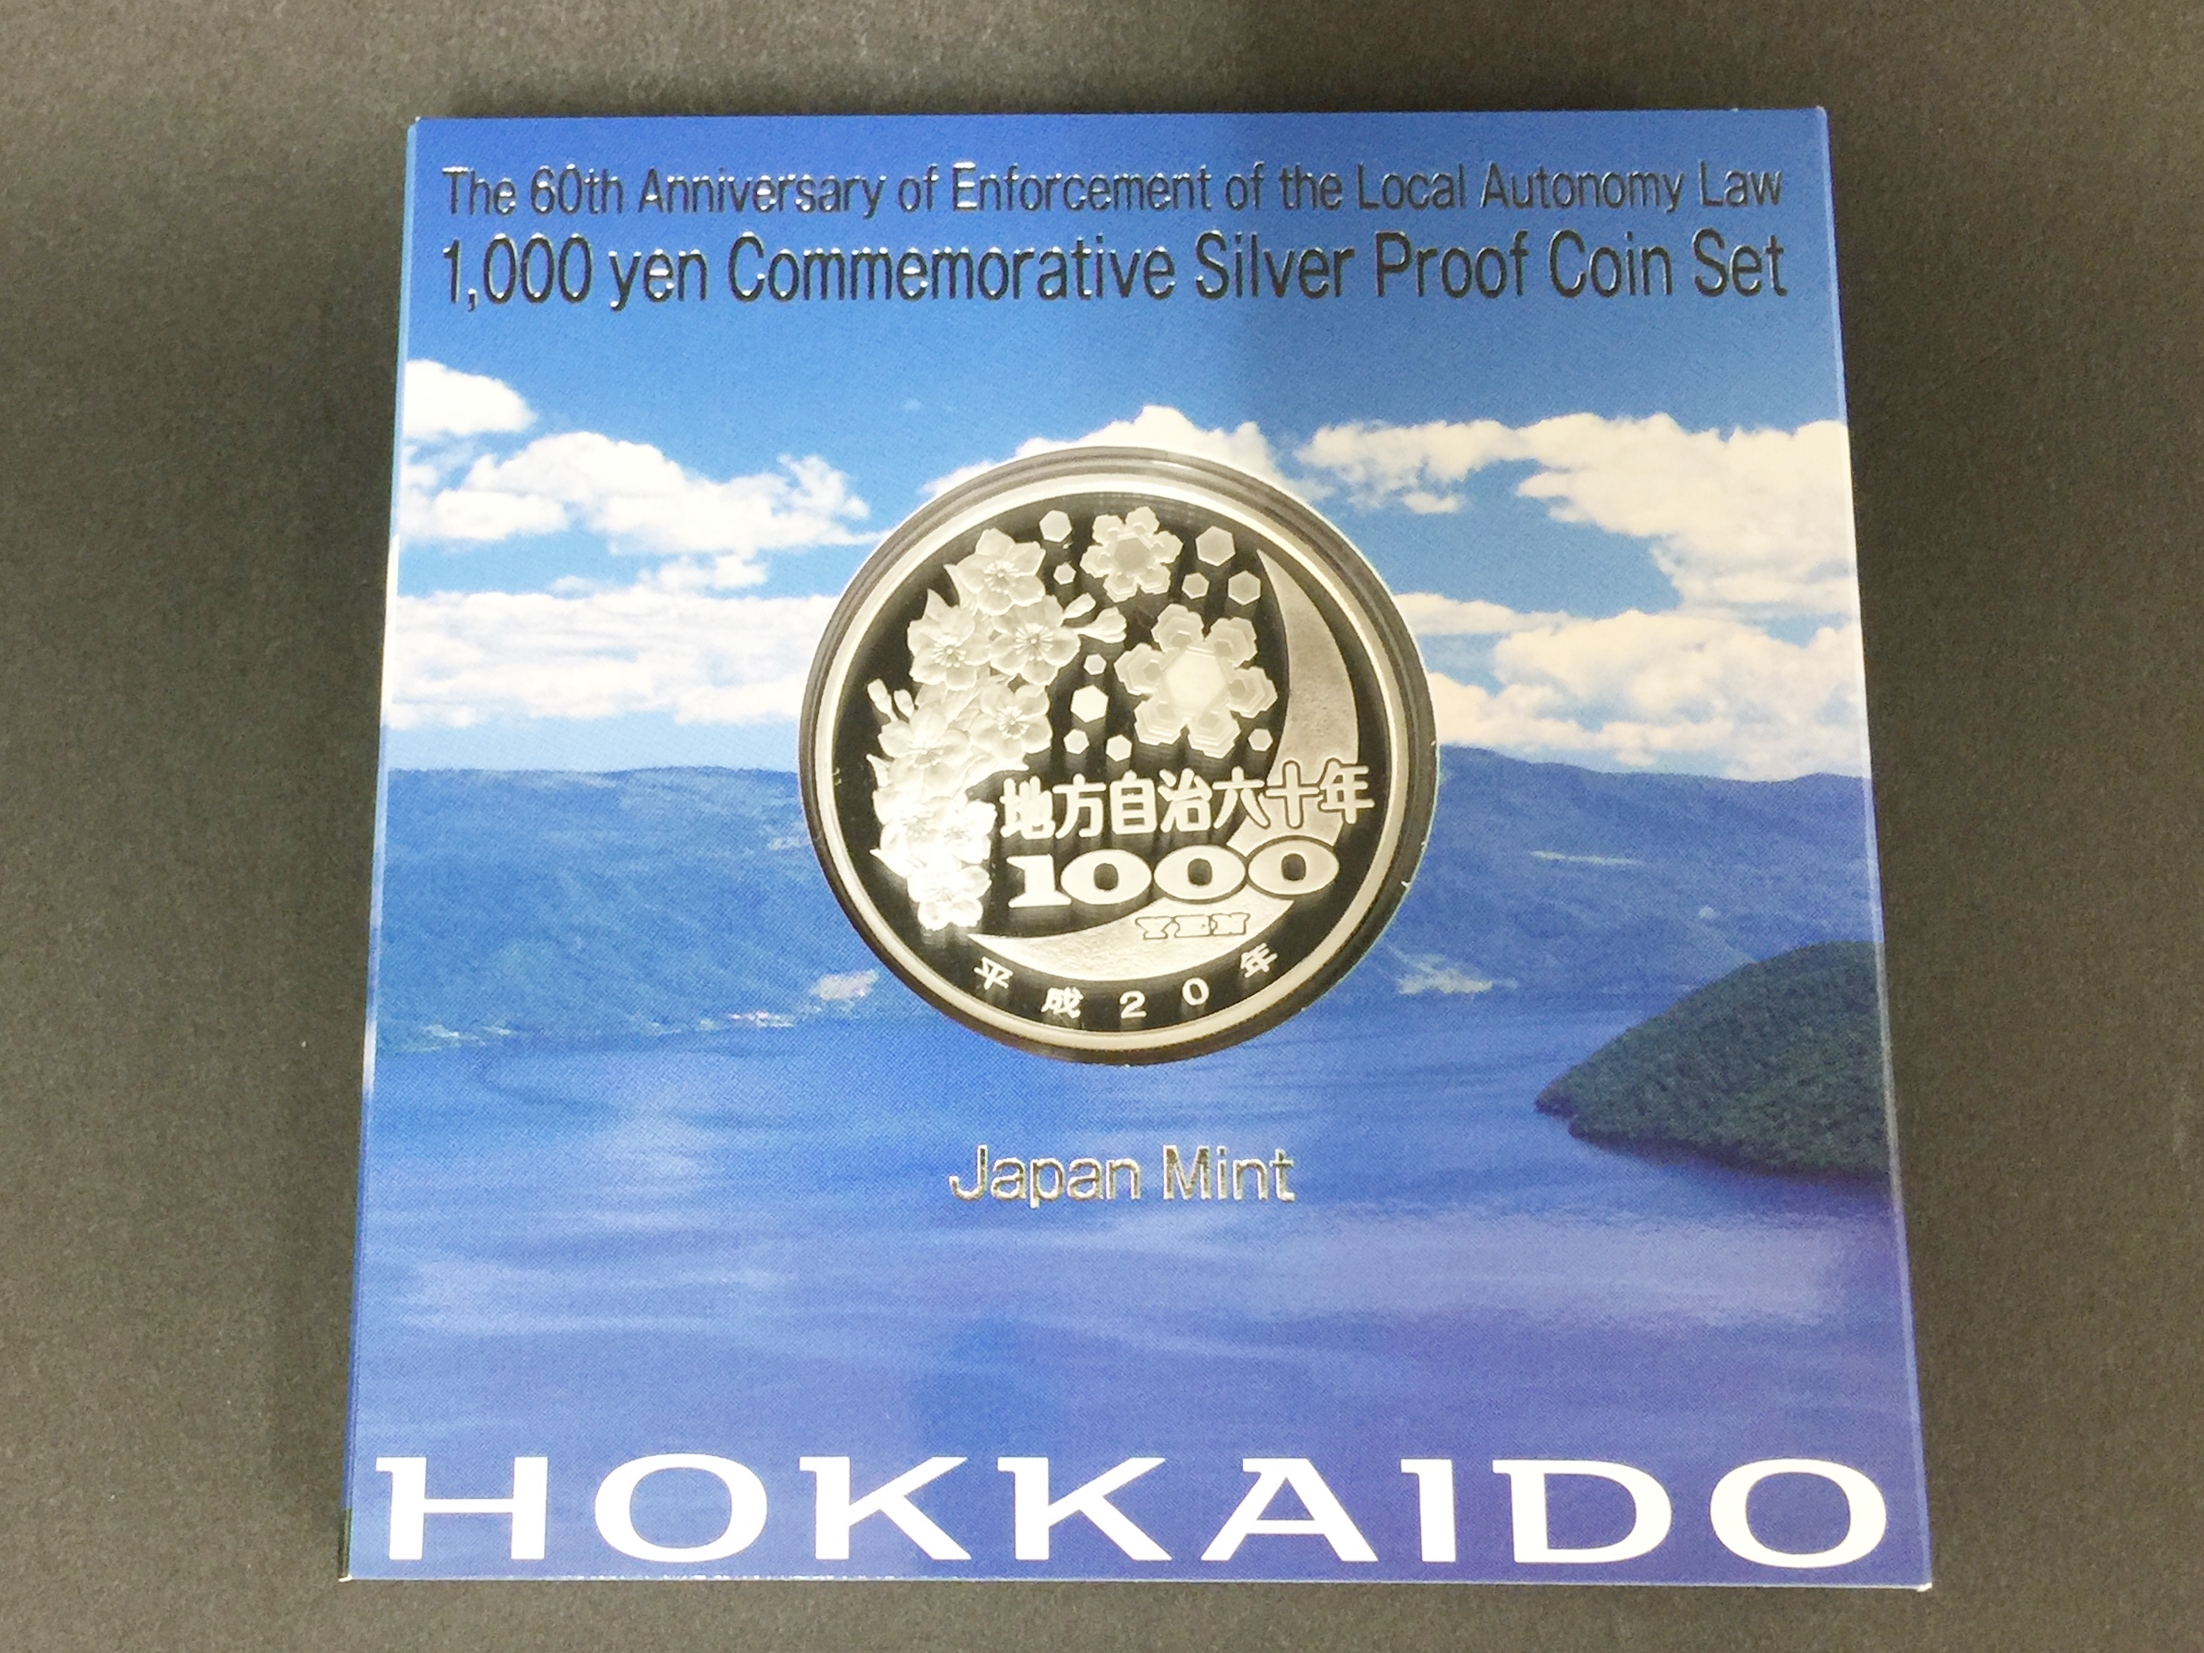 The 60th Anniversary of Enforcement of the Local Autonomy Law
1,000 yen Commemorative Silver Proof Coin Set
地方自治六十年
1000
YEN
平成20年
Japan Mint
HOKKAIDO